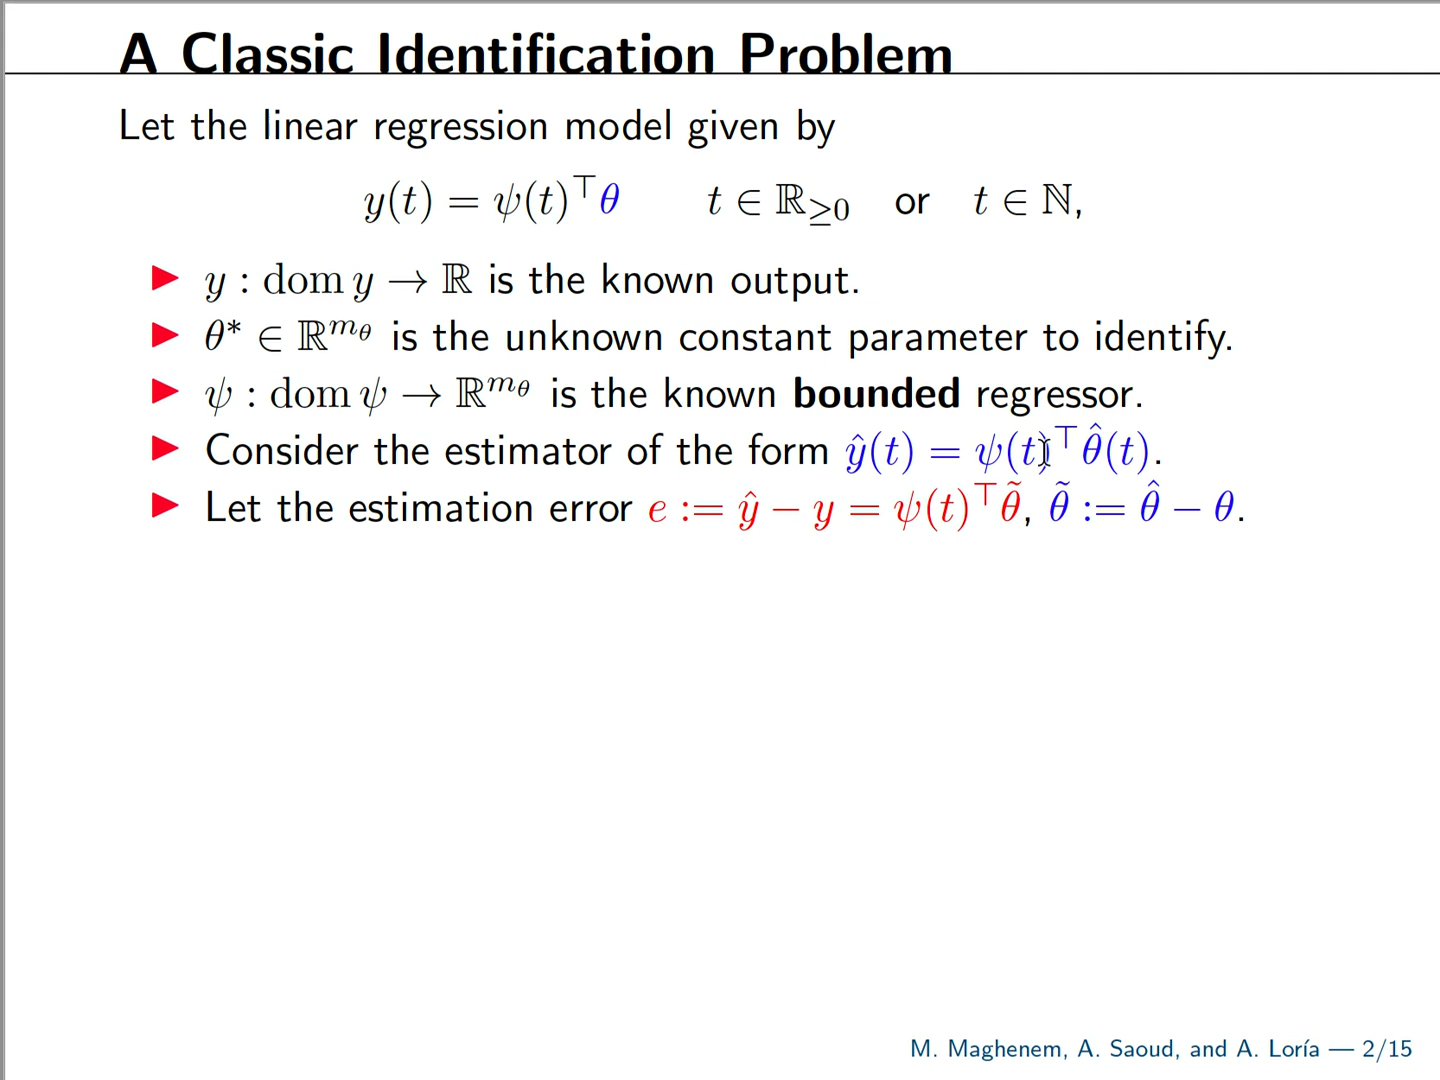 A Classic Identification Problem
Let the linear regression model given by
y(t) = ψ(t)^⊤θ   t ∈ ℝ_≥0   or   t ∈ ℕ,
▶ y : dom y → ℝ is the known output.
▶ θ* ∈ ℝ^{m_θ} is the unknown constant parameter to identify.
▶ ψ : dom ψ → ℝ^{m_θ} is the known bounded regressor.
▶ Consider the estimator of the form ŷ(t) = ψ(t)^⊤θ̂(t).
▶ Let the estimation error e := ŷ − y = ψ(t)^⊤θ̃, θ̃ := θ̂ − θ.
M. Maghenem, A. Saoud, and A. Loría — 2/15